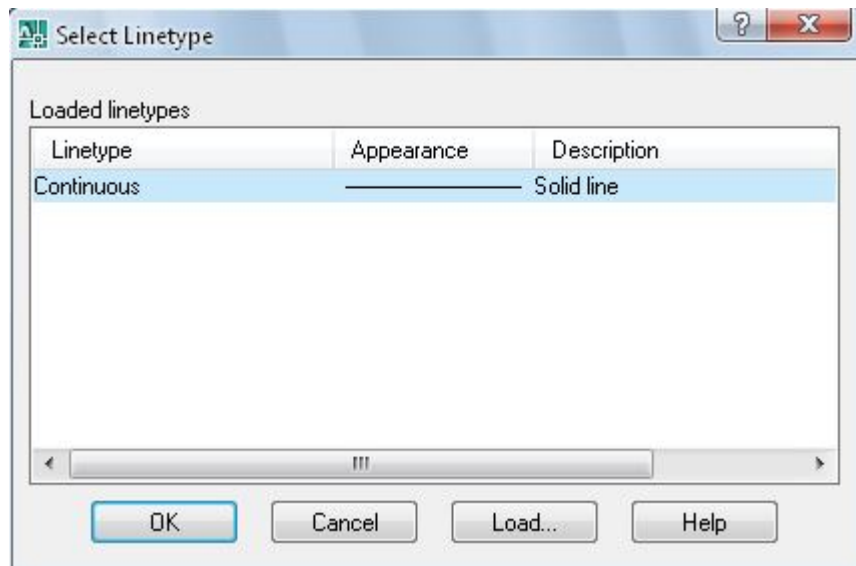 Select Linetype
Loaded linetypes
Linetype Appearance Description
Continuous Solid line
OK Cancel Load... Help